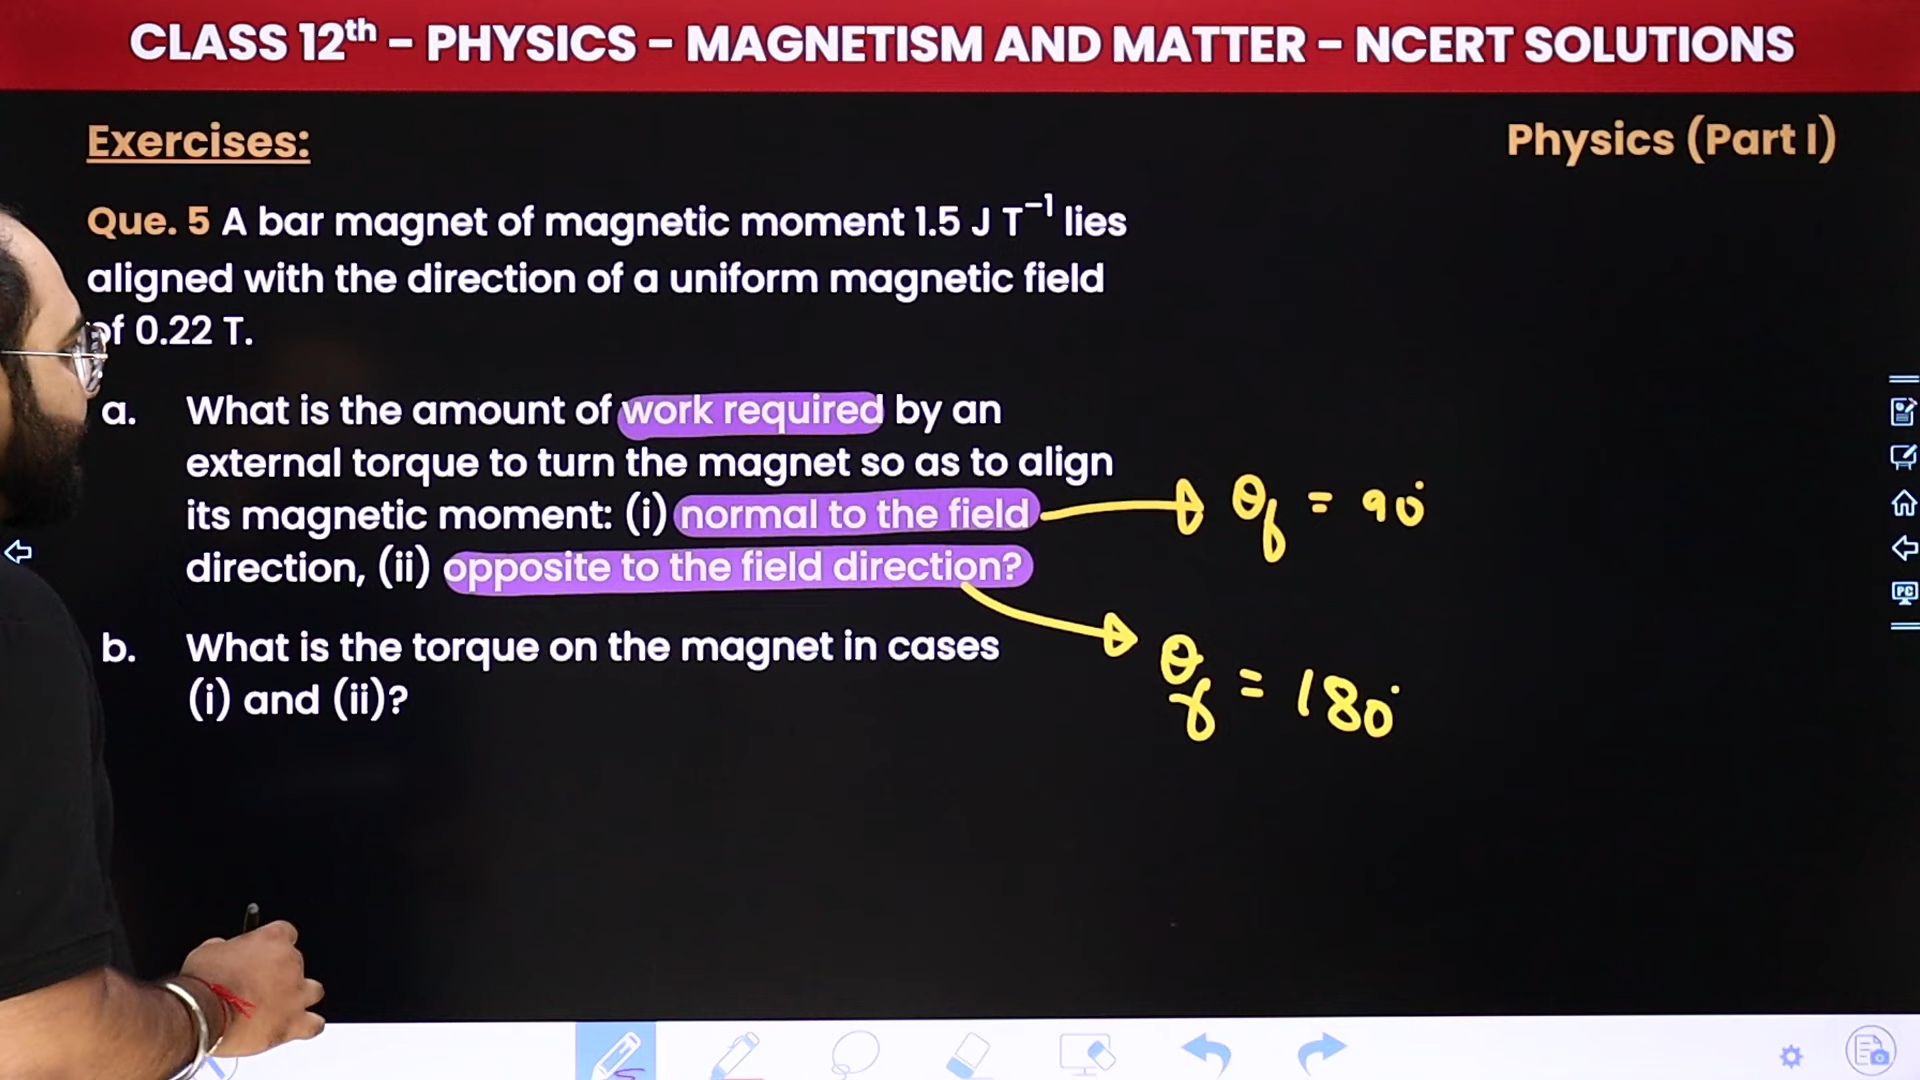 CLASS 12th – PHYSICS – MAGNETISM AND MATTER – NCERT SOLUTIONS
Exercises:
Physics (Part I)
Que. 5 A bar magnet of magnetic moment 1.5 J T⁻¹ lies
aligned with the direction of a uniform magnetic field
of 0.22 T.
a. What is the amount of work required by an
external torque to turn the magnet so as to align
its magnetic moment: (i) normal to the field
direction, (ii) opposite to the field direction?
θf = 90°
θf = 180°
b. What is the torque on the magnet in cases
(i) and (ii)?
PC